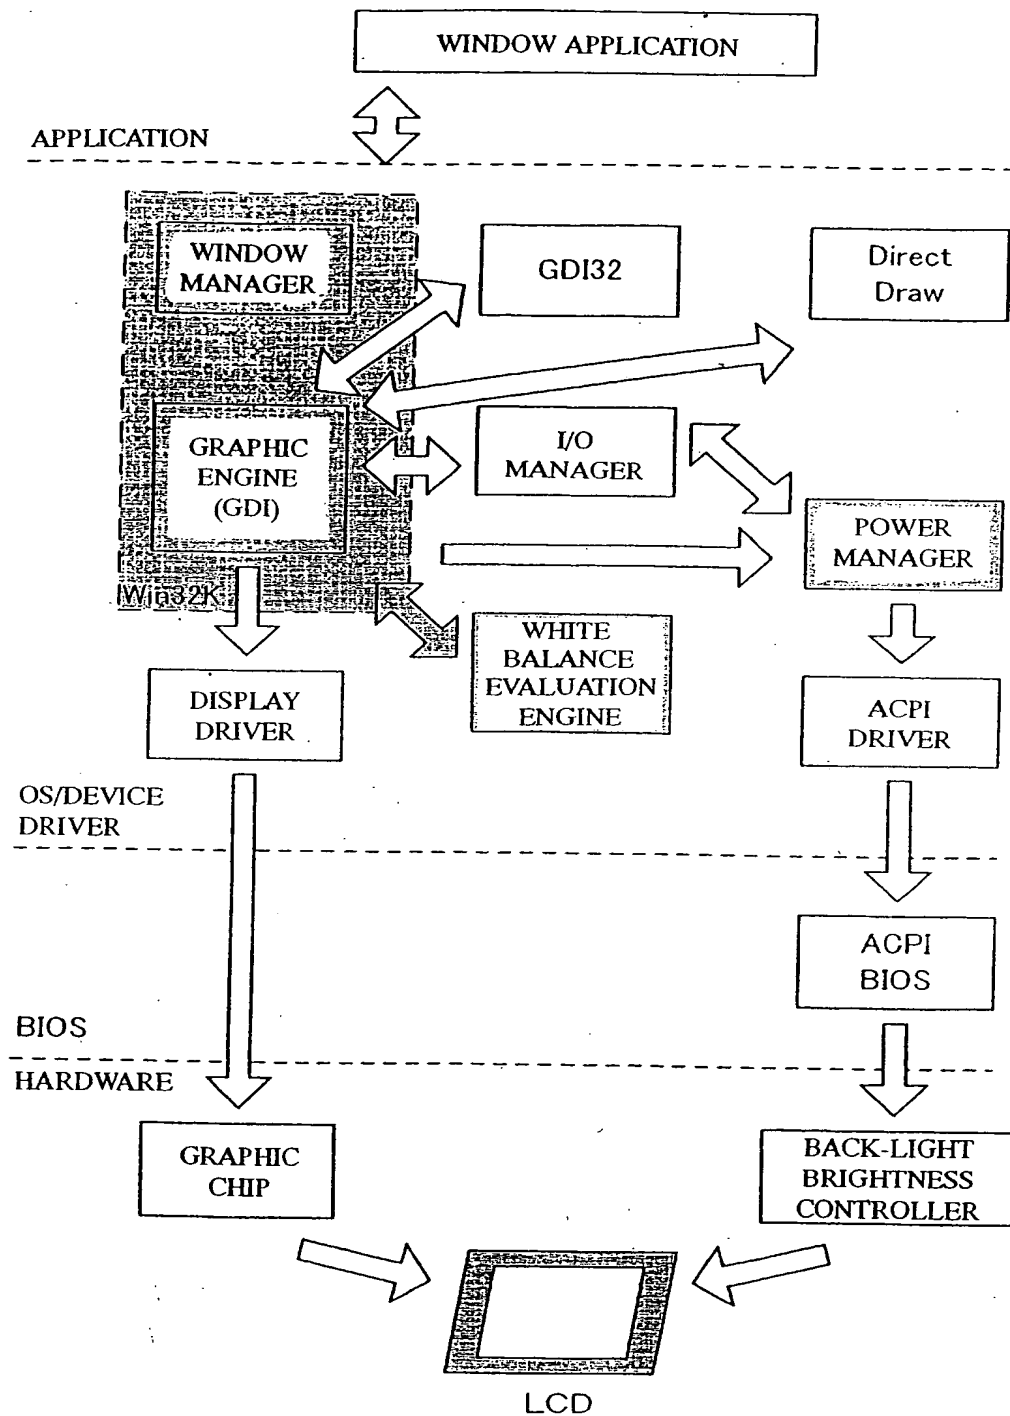 WINDOW APPLICATION
APPLICATION
WINDOW
MANAGER
GDI32
Direct
Draw
GRAPHIC
ENGINE
(GDI)
I/O
MANAGER
POWER
MANAGER
Win32K
WHITE
BALANCE
EVALUATION
ENGINE
DISPLAY
DRIVER
ACPI
DRIVER
OS/DEVICE
DRIVER
ACPI
BIOS
BIOS
HARDWARE
GRAPHIC
CHIP
BACK-LIGHT
BRIGHTNESS
CONTROLLER
LCD